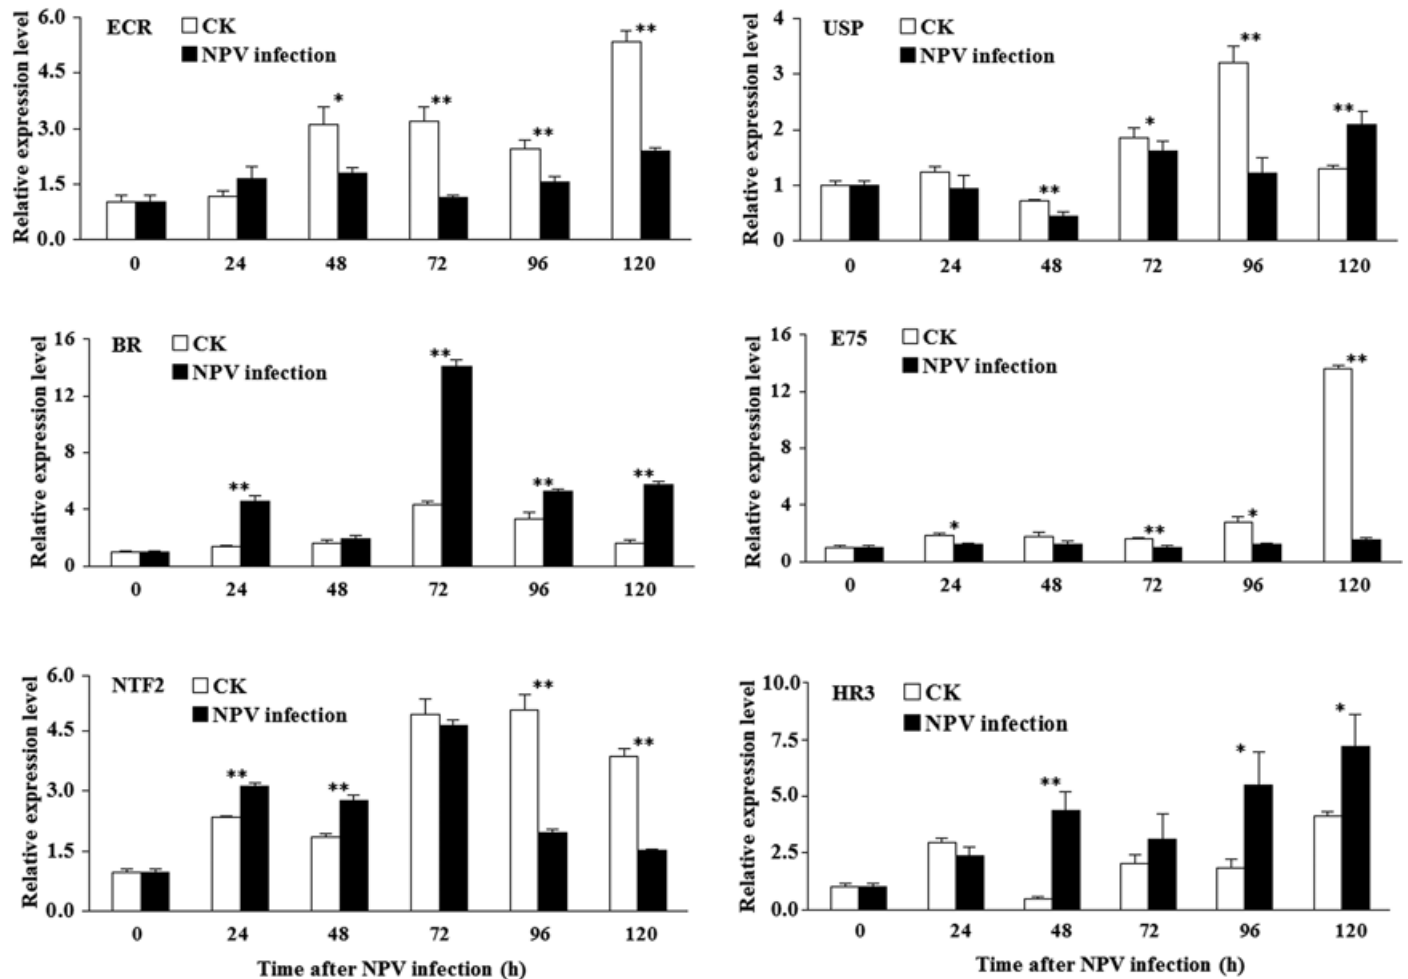 Relative expression level
6.0
4.5
3.0
1.5
0.0
ECR
CK
NPV infection
*
**
**
**
0 24 48 72 96 120
Relative expression level
4
3
2
1
0
USP
CK
NPV infection
**
*
**
**
0 24 48 72 96 120
Relative expression level
16
12
8
4
0
BR
CK
NPV infection
**
**
**
**
0 24 48 72 96 120
Relative expression level
16
12
8
4
0
E75
CK
NPV infection
*
**
*
**
0 24 48 72 96 120
Relative expression level
6.0
4.5
3.0
1.5
0.0
NTF2
CK
NPV infection
**
**
**
**
0 24 48 72 96 120
Time after NPV infection (h)
Relative expression level
10.0
7.5
5.0
2.5
0.0
HR3
CK
NPV infection
**
*
*
0 24 48 72 96 120
Time after NPV infection (h)